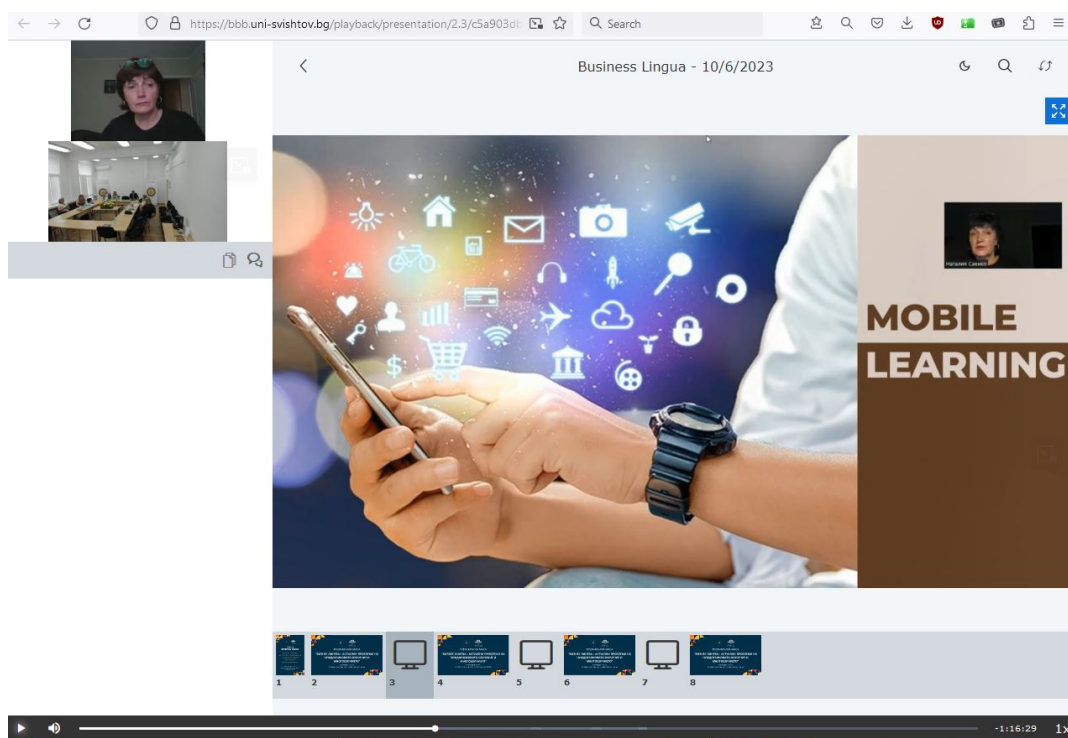 https://bbb.uni-svishtov.bg/playback/presentation/2.3/c5a903db
Search
Business Lingua - 10/6/2023
MOBILE
LEARNING
1
2
3
4
5
6
7
8
-1:16:29
1x